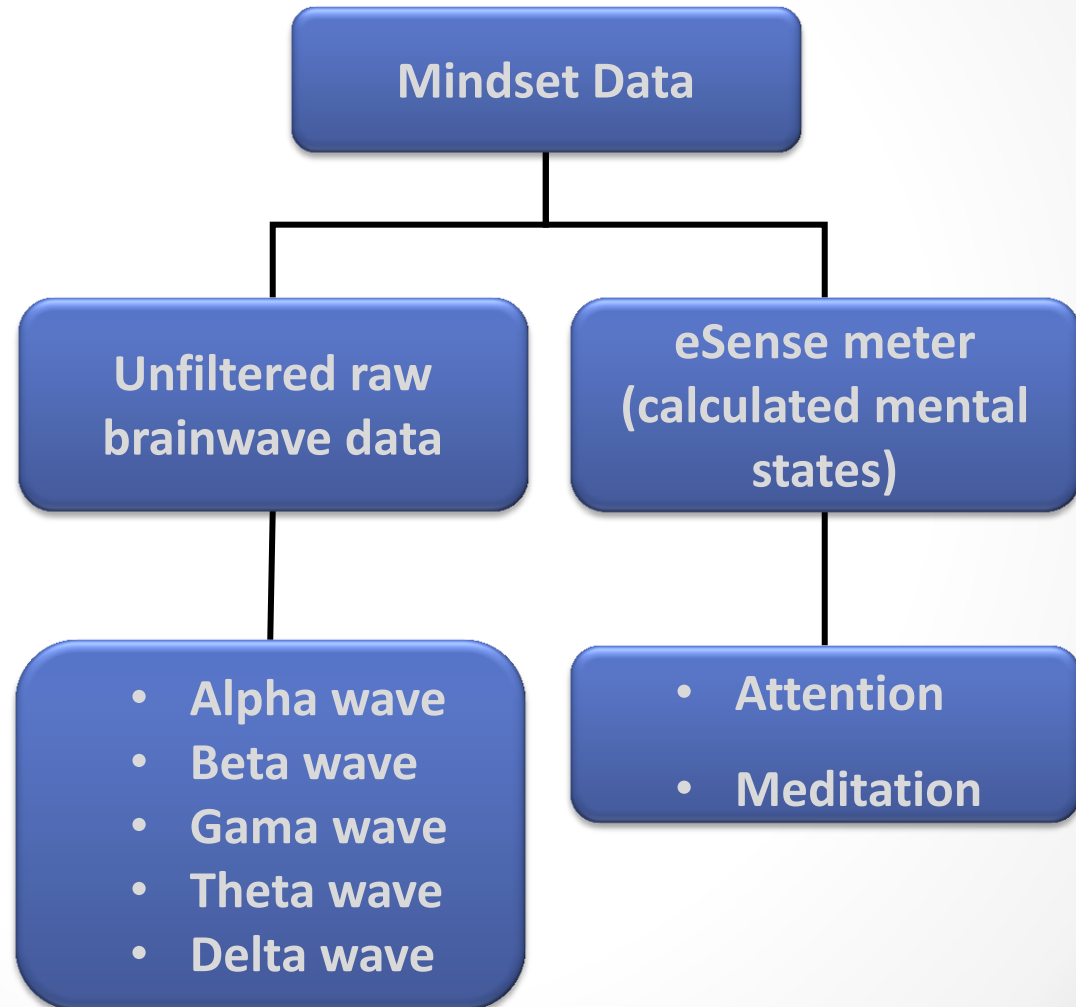 Mindset Data
Unfiltered raw
brainwave data
eSense meter
(calculated mental
states)
• Alpha wave
• Beta wave
• Gama wave
• Theta wave
• Delta wave
• Attention
• Meditation